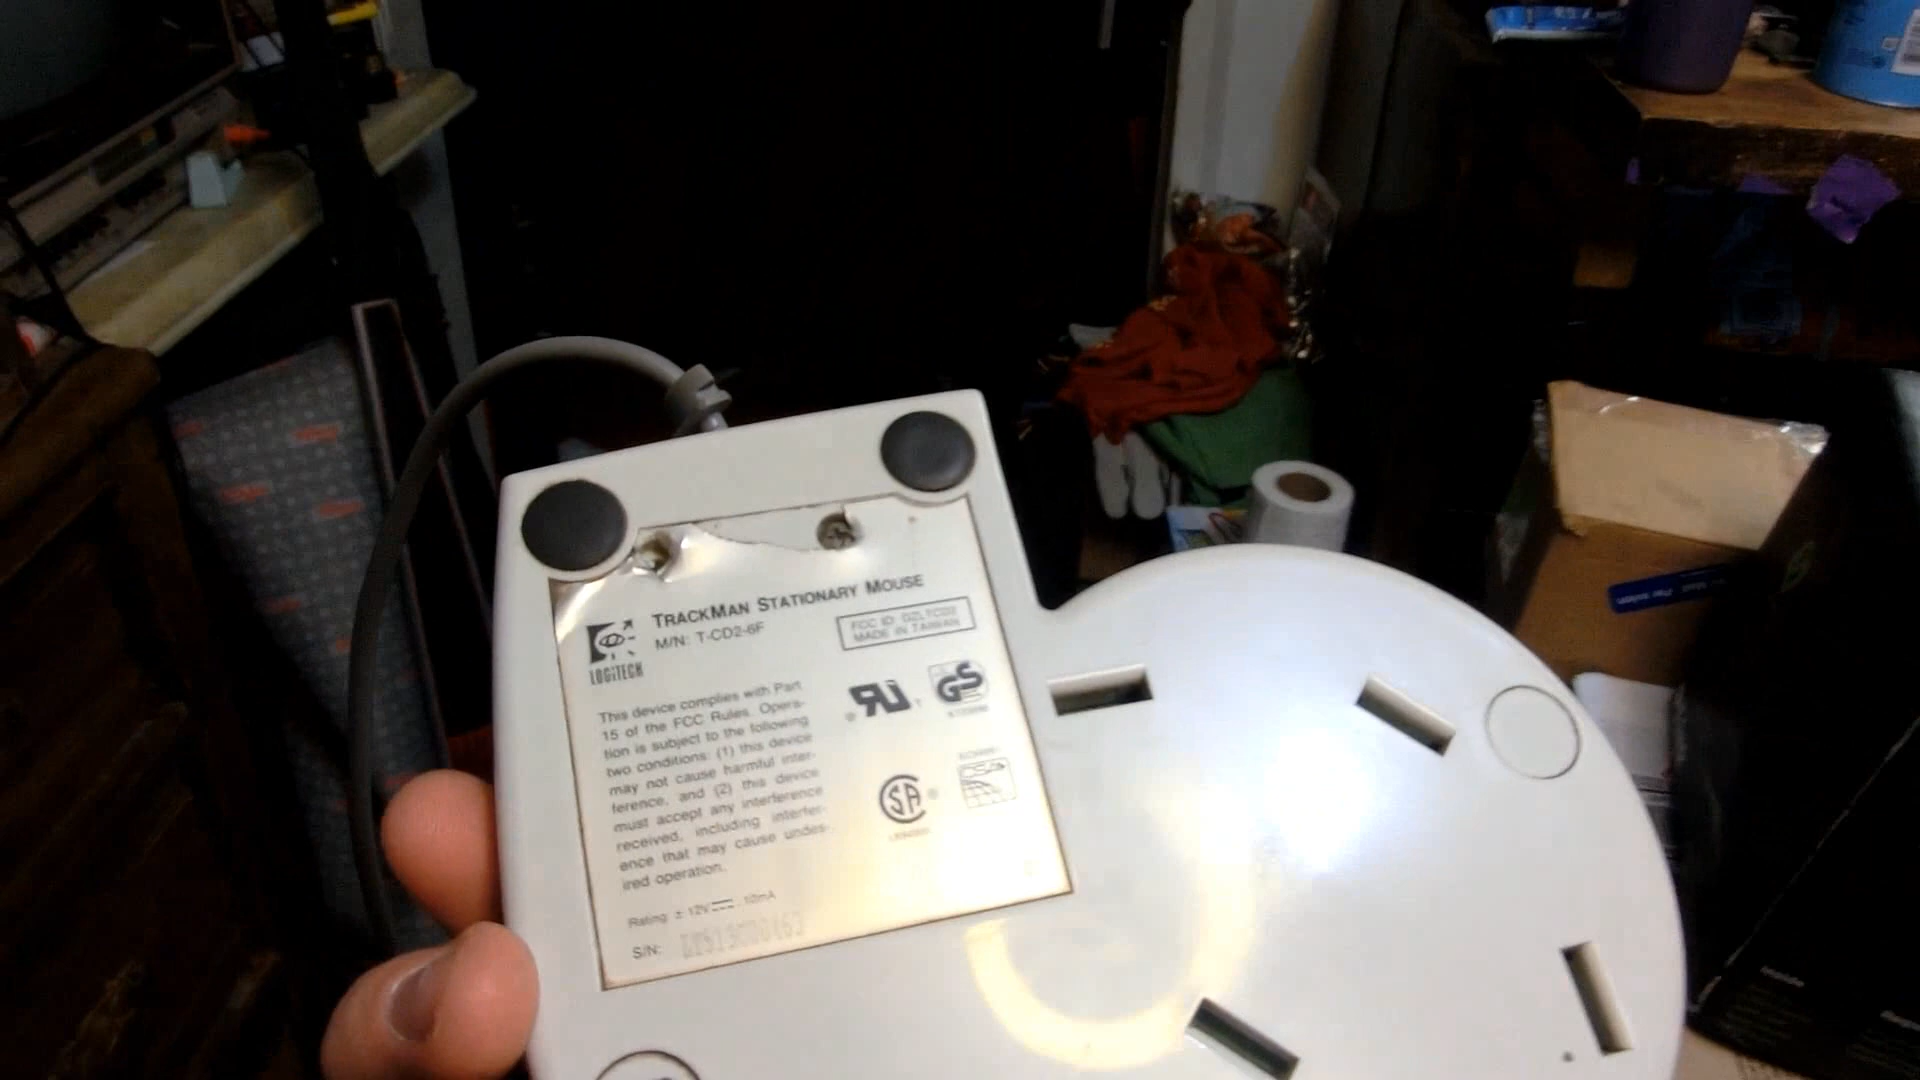 TRACKMAN STATIONARY MOUSE
M/N: T-CD2-6F
LOGITECH
FCC ID: DZLTCD2
MADE IN TAIWAN
This device complies with Part
15 of the FCC Rules. Opera-
tion is subject to the following
two conditions: (1) this device
may not cause harmful inter-
ference, and (2) this device
must accept any interference
received, including interfer-
ence that may cause undes-
ired operation.
Rating ± 12V 10mA
S/N:
GS
SA